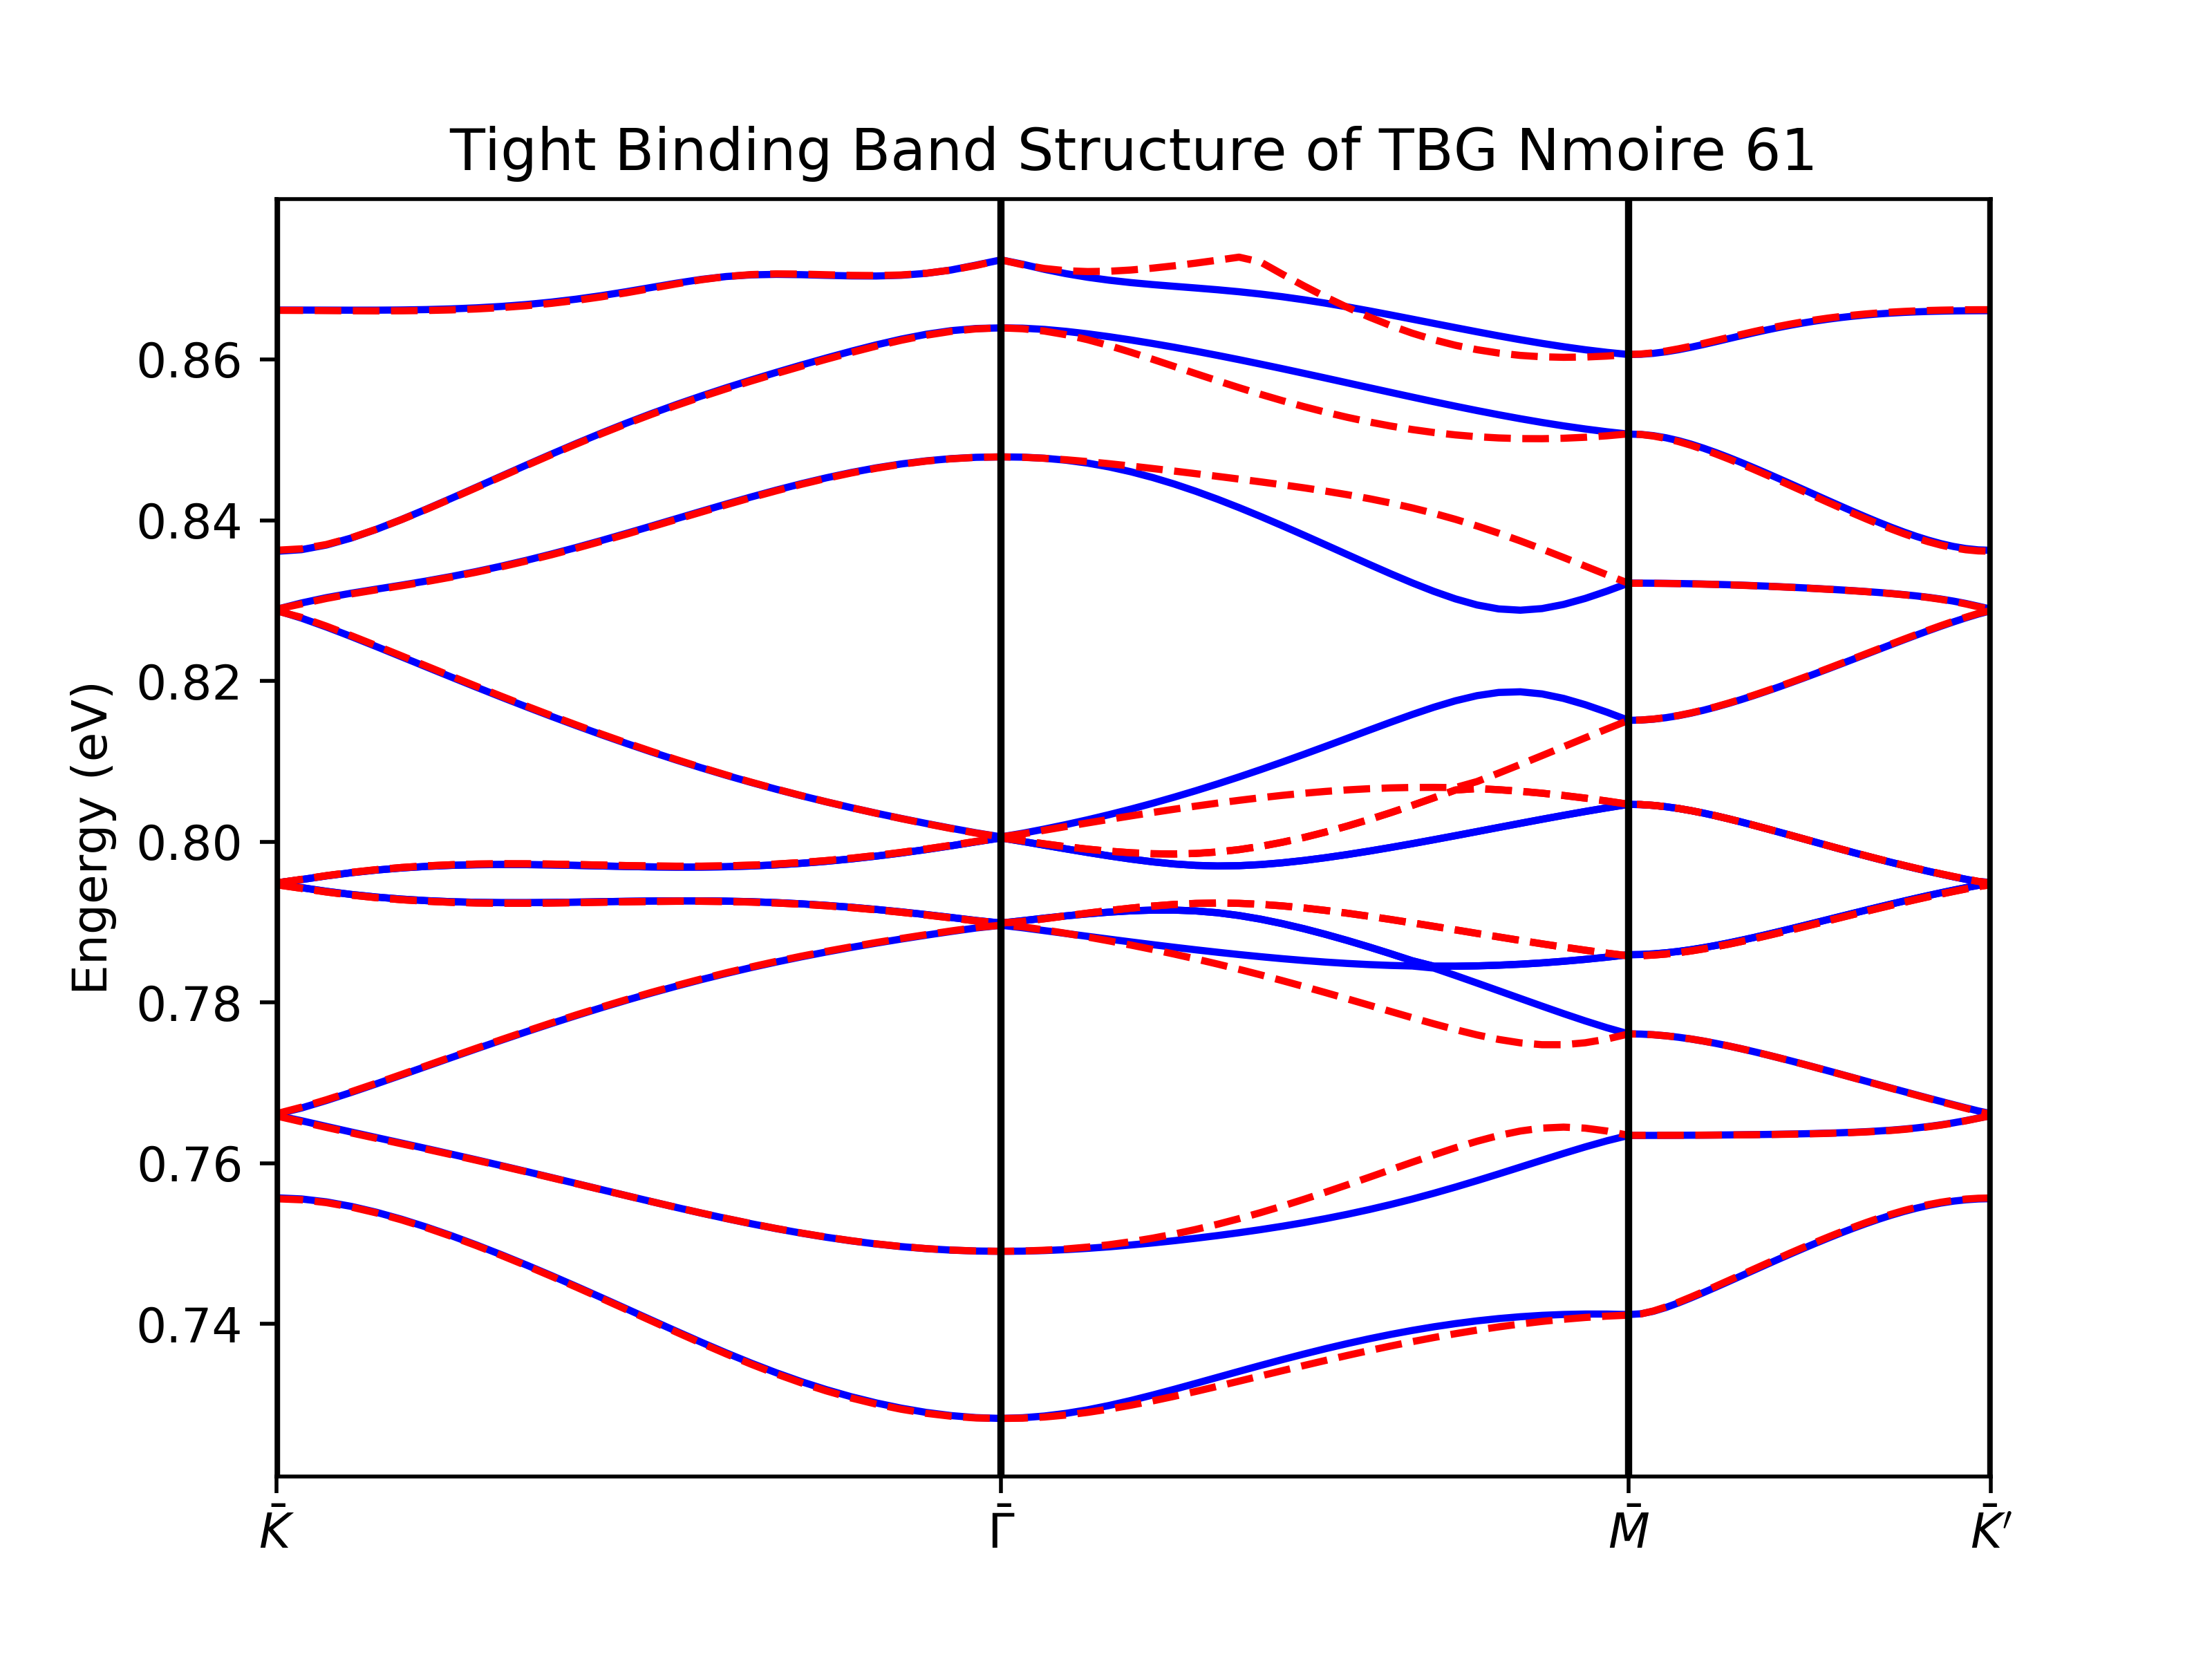 Tight Binding Band Structure of TBG Nmoire 61
Engergy (eV)
0.86
0.84
0.82
0.80
0.78
0.76
0.74
K̄ Γ̄ M̄ K̄′